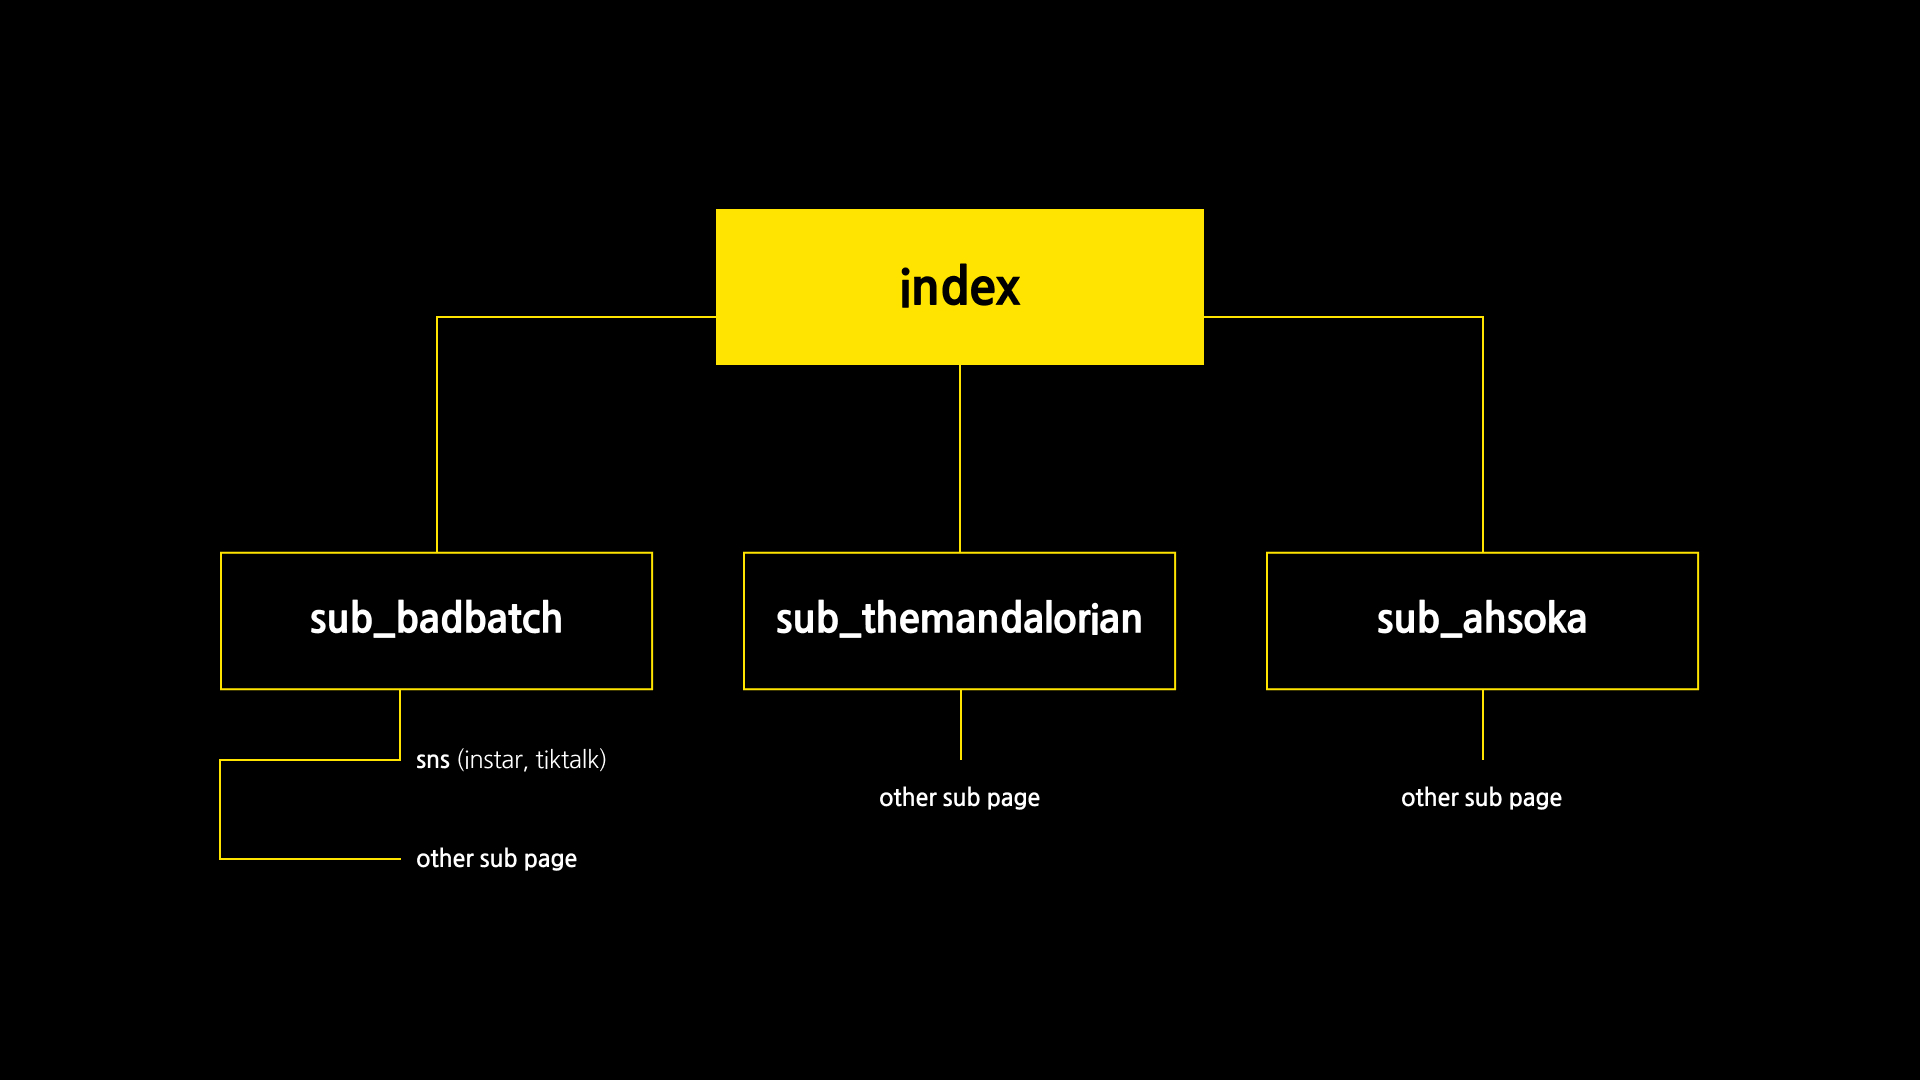 index
sub_badbatch
sub_themandalorian
sub_ahsoka
sns (instar, tiktalk)
other sub page
other sub page
other sub page